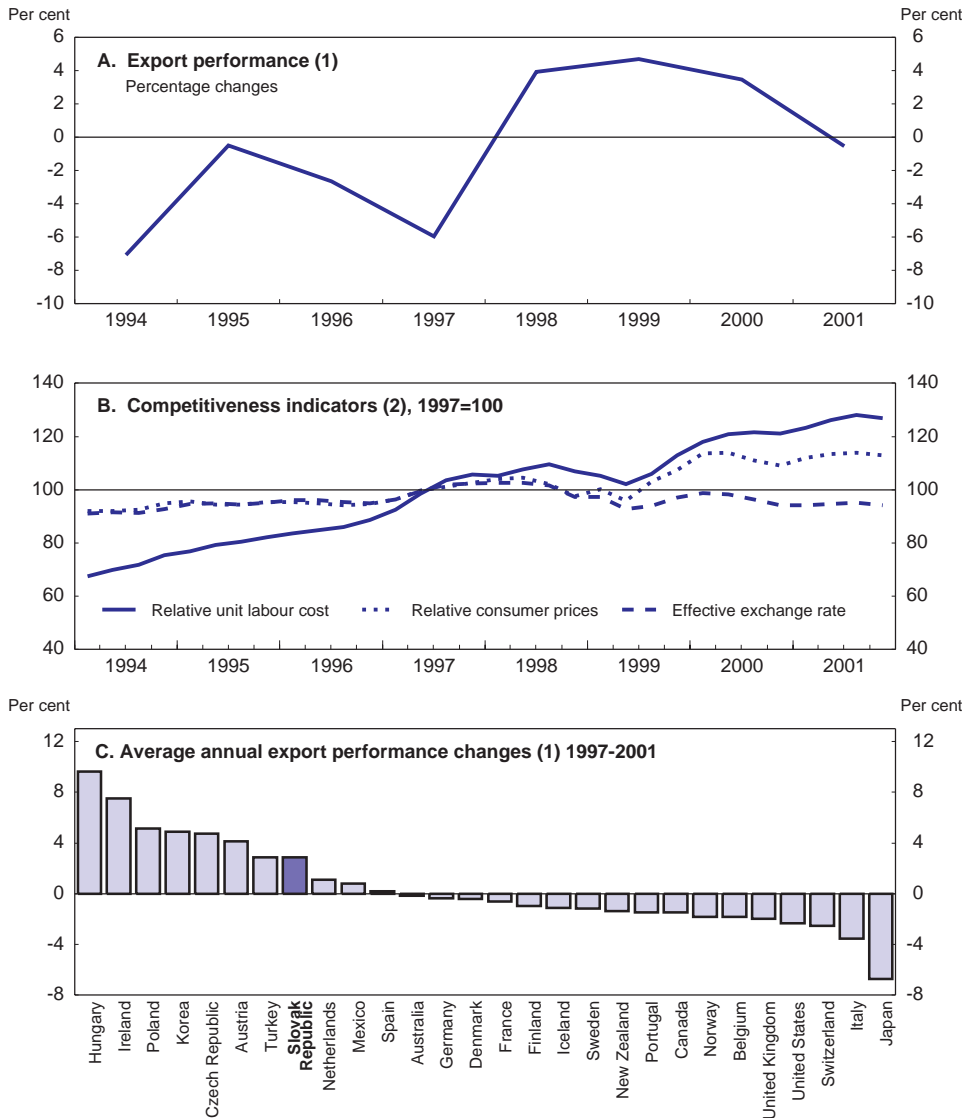 Per cent Per cent
6 6
A. Export performance (1)
4 4
Percentage changes
2 2
0 0
-2 -2
-4 -4
-6 -6
-8 -8
-10 -10
1994 1995 1996 1997 1998 1999 2000 2001
140 140
B. Competitiveness indicators (2), 1997=100
120 120
100 100
80 80
60 60
Relative unit labour cost Relative consumer prices Effective exchange rate
40 40
1994 1995 1996 1997 1998 1999 2000 2001
Per cent Per cent
12 12
C. Average annual export performance changes (1) 1997-2001
8 8
4 4
0 0
-4 -4
-8 -8
Hungary
Ireland
Poland
Korea
Czech Republic
Austria
Turkey
Slovak
Republic
Netherlands
Mexico
Spain
Australia
Germany
Denmark
France
Finland
Iceland
Sweden
New Zealand
Portugal
Canada
Norway
Belgium
United Kingdom
United States
Switzerland
Italy
Japan